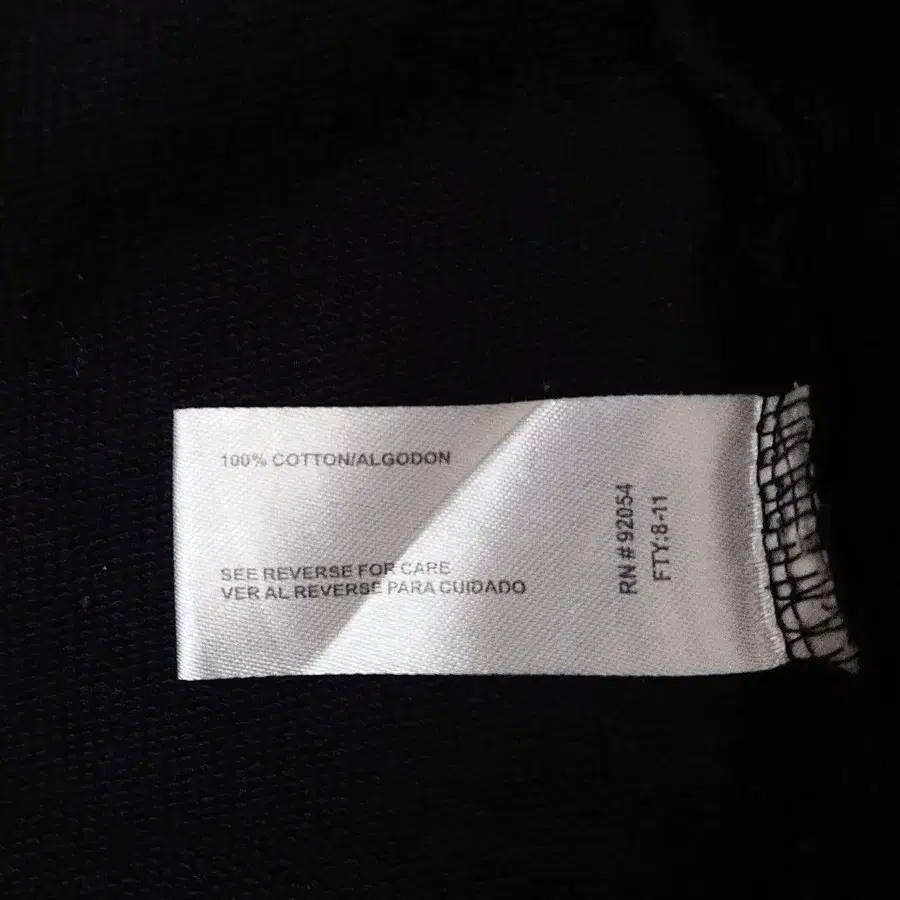 100% COTTON/ALGODON
SEE REVERSE FOR CARE
VER AL REVERSE PARA CUIDADO
RN # 92054
FTY:8-11